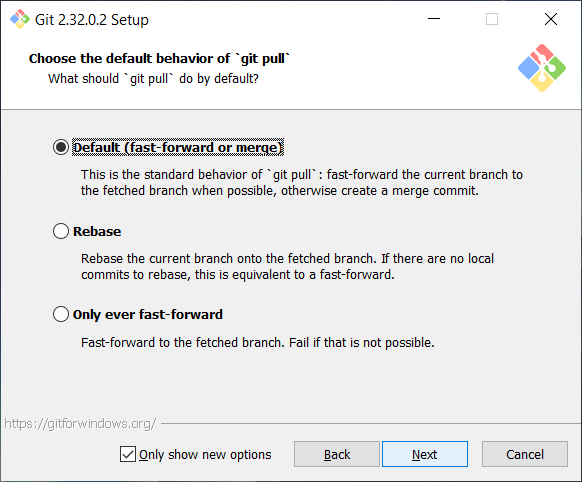 Git 2.32.0.2 Setup
Choose the default behavior of `git pull`
What should `git pull` do by default?
Default (fast-forward or merge)
This is the standard behavior of `git pull`: fast-forward the current branch to
the fetched branch when possible, otherwise create a merge commit.
Rebase
Rebase the current branch onto the fetched branch. If there are no local
commits to rebase, this is equivalent to a fast-forward.
Only ever fast-forward
Fast-forward to the fetched branch. Fail if that is not possible.
https://gitforwindows.org/
Only show new options
Back
Next
Cancel